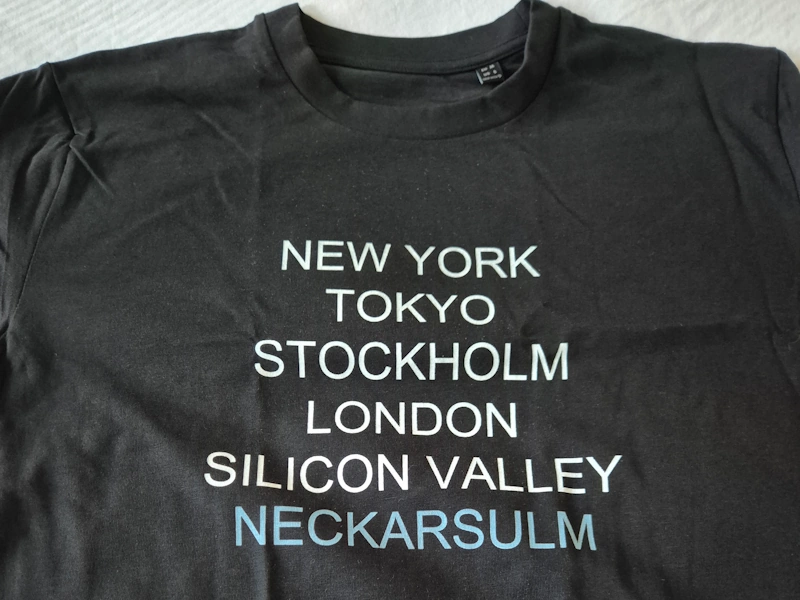 NEW YORK
TOKYO
STOCKHOLM
LONDON
SILICON VALLEY
NECKARSULM